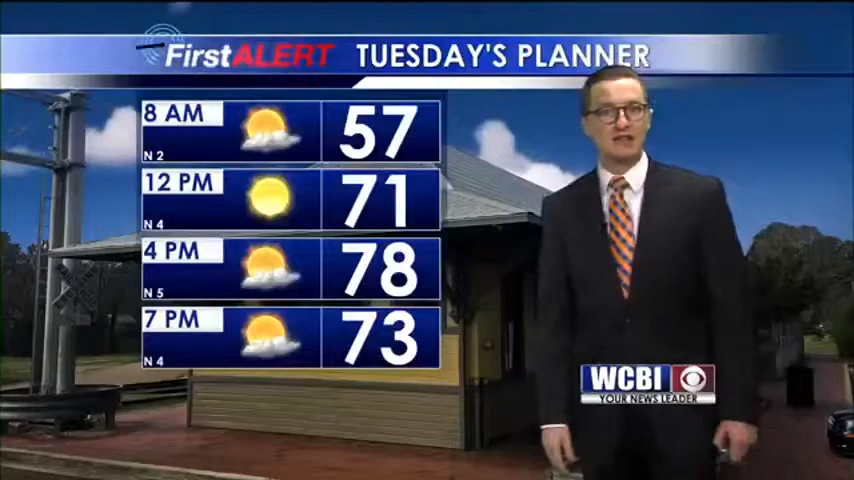 FirstALERT TUESDAY'S PLANNER
8 AM
57
N 2
12 PM
71
N 4
4 PM
78
N 5
7 PM
73
N 4
WCBI
YOUR NEWS LEADER